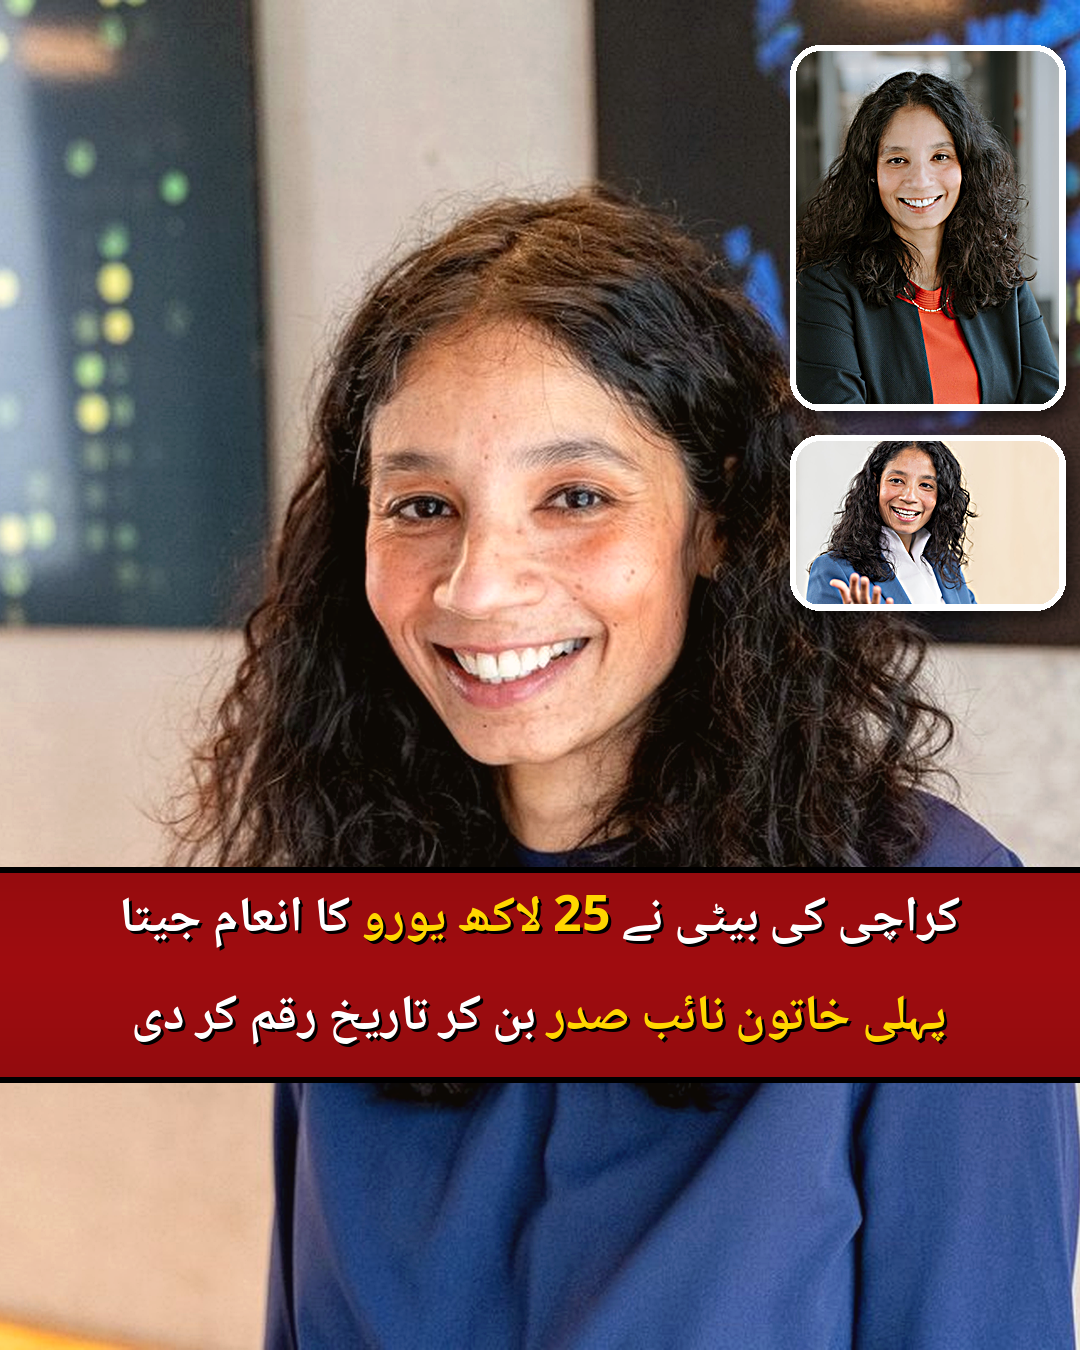 کراچی کی بیٹی نے 25 لاکھ یورو کا انعام جیتا
پہلی خاتون نائب صدر بن کر تاریخ رقم کر دی